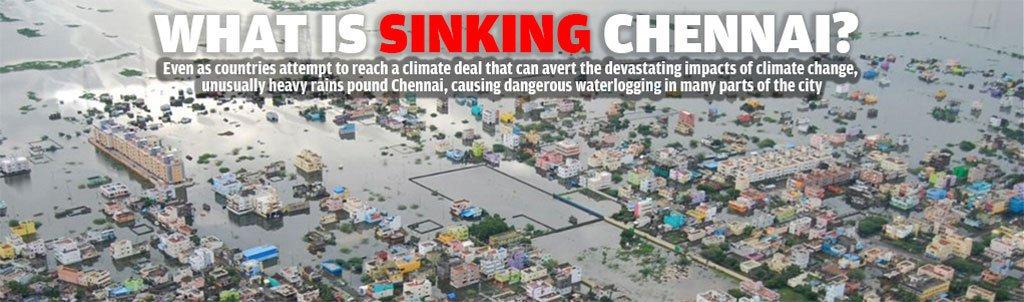 WHAT IS SINKING CHENNAI?
Even as countries attempt to reach a climate deal that can avert the devastating impacts of climate change,
unusually heavy rains pound Chennai, causing dangerous waterlogging in many parts of the city